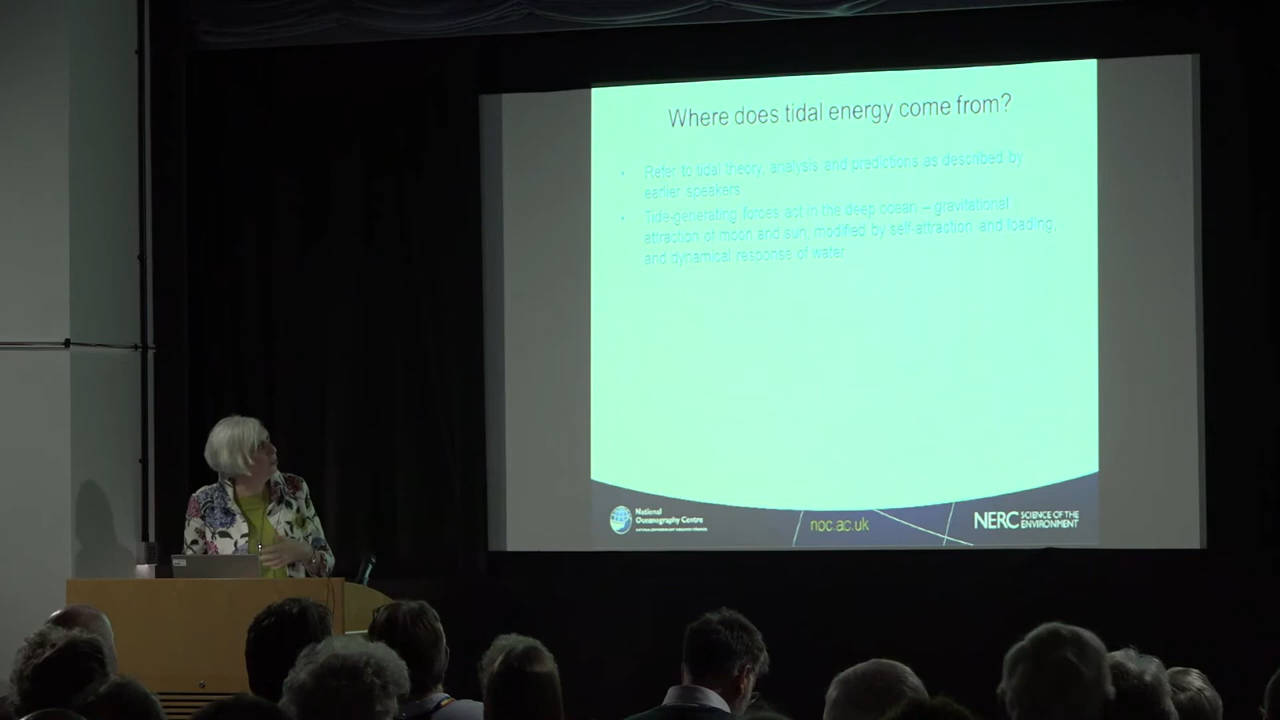 Where does tidal energy come from?
• Refer to tidal theory, analysis and predictions as described by
earlier speakers
• Tide-generating forces act in the deep ocean – gravitational
attraction of moon and sun, modified by self-attraction and loading,
and dynamical response of water
National
Oceanography Centre
noc.ac.uk
NERC SCIENCE OF THE
ENVIRONMENT